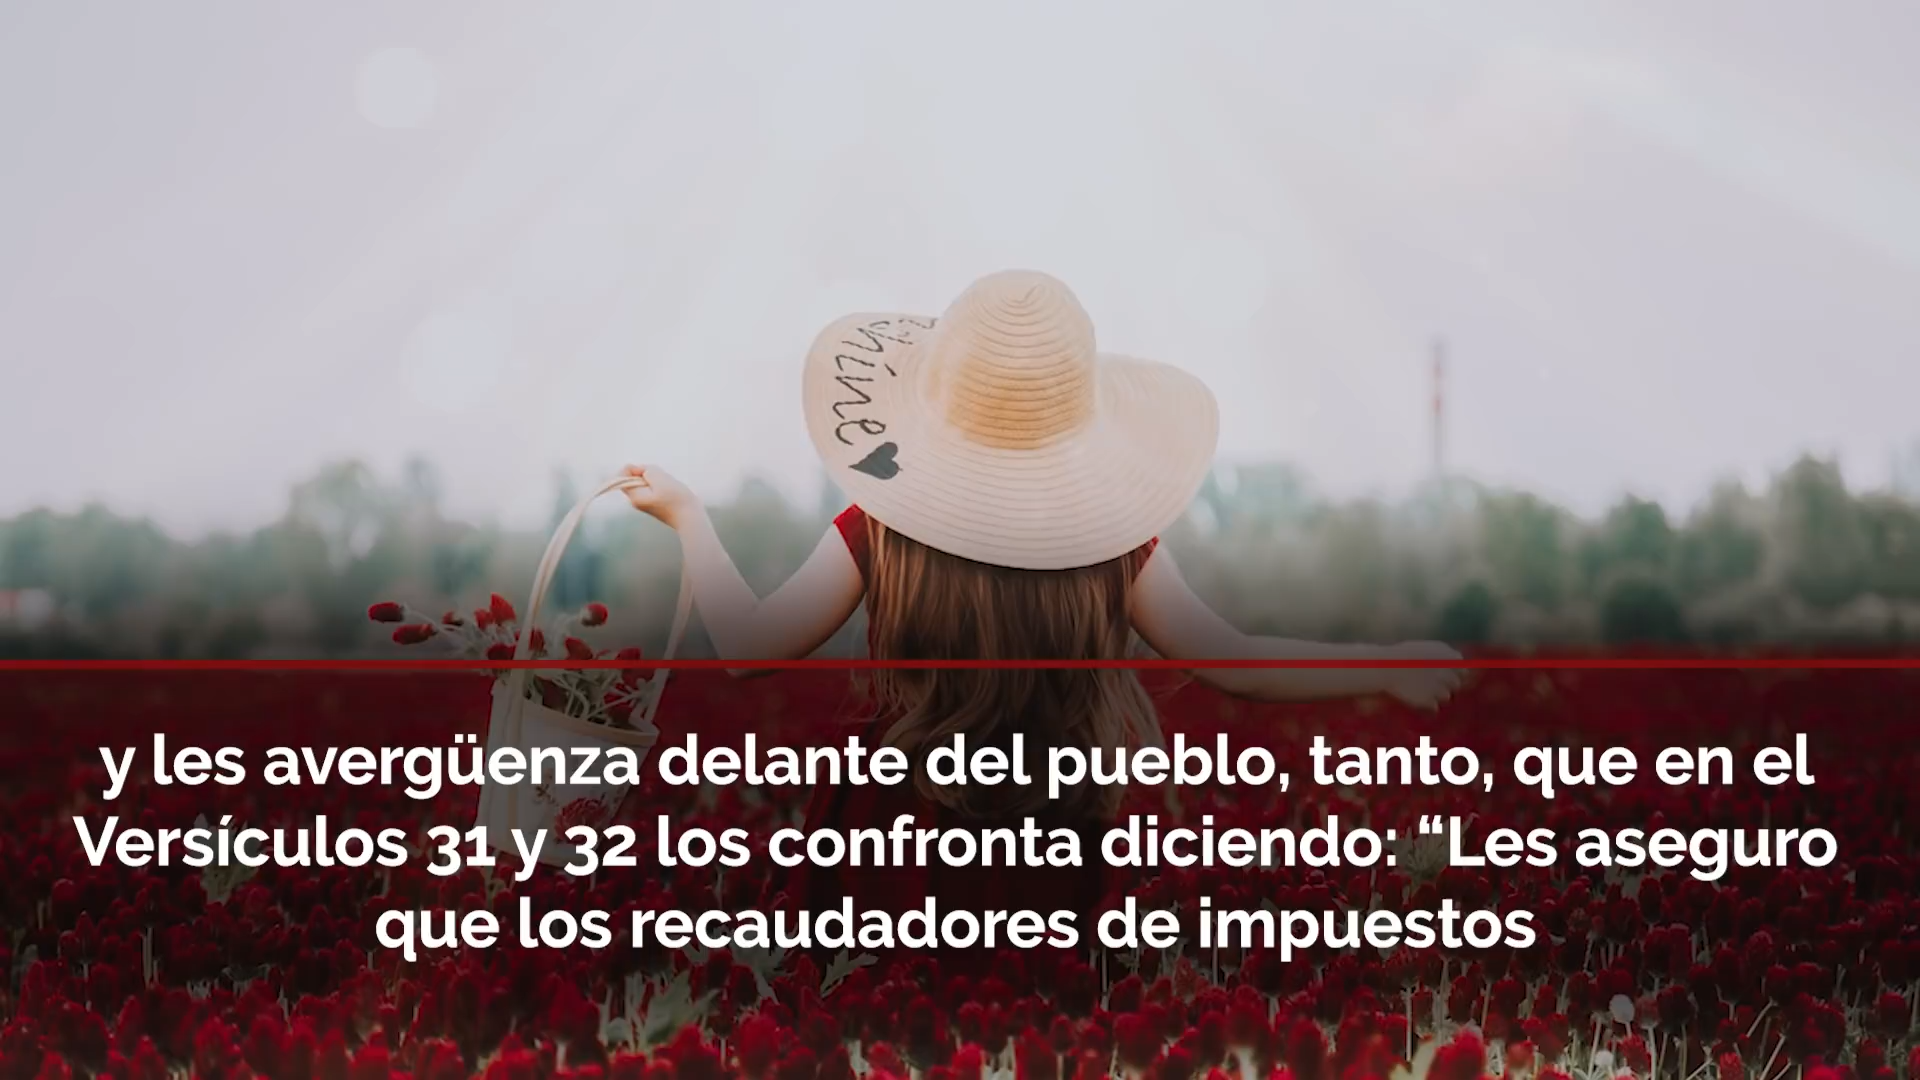 shine
y les avergüenza delante del pueblo, tanto, que en el
Versículos 31 y 32 los confronta diciendo: “Les aseguro
que los recaudadores de impuestos